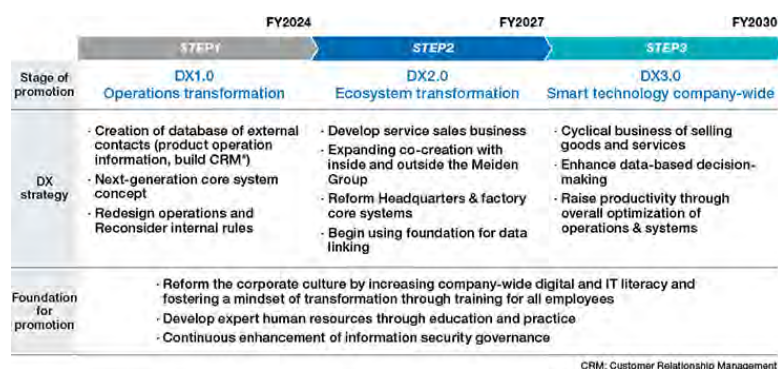 FY2024 FY2027 FY2030
STEP1 STEP2 STEP3
Stage of
promotion
DX1.0
Operations transformation
DX2.0
Ecosystem transformation
DX3.0
Smart technology company-wide
DX
strategy
· Creation of database of external
contacts (product operation
information, build CRM*)
· Next-generation core system
concept
· Redesign operations and
Reconsider internal rules
· Develop service sales business
· Expanding co-creation with
inside and outside the Meiden
Group
· Reform Headquarters & factory
core systems
· Begin using foundation for data
linking
· Cyclical business of selling
goods and services
· Enhance data-based decision-
making
· Raise productivity through
overall optimization of
operations & systems
Foundation
for
promotion
· Reform the corporate culture by increasing company-wide digital and IT literacy and
fostering a mindset of transformation through training for all employees
· Develop expert human resources through education and practice
· Continuous enhancement of information security governance
CRM: Customer Relationship Management